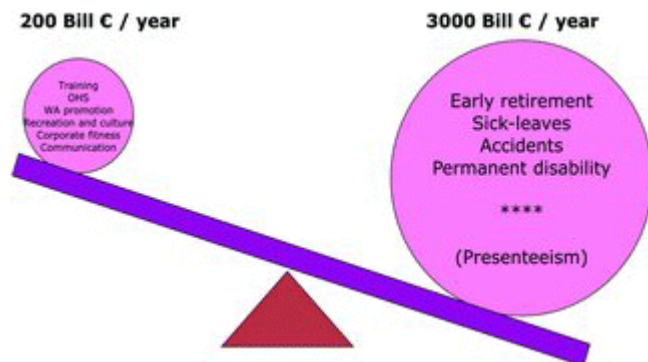 200 Bill € / year
Training
OHS
WA promotion
Recreation and culture
Corporate fitness
Communication
3000 Bill € / year
Early retirement
Sick-leaves
Accidents
Permanent disability
****
(Presenteeism)